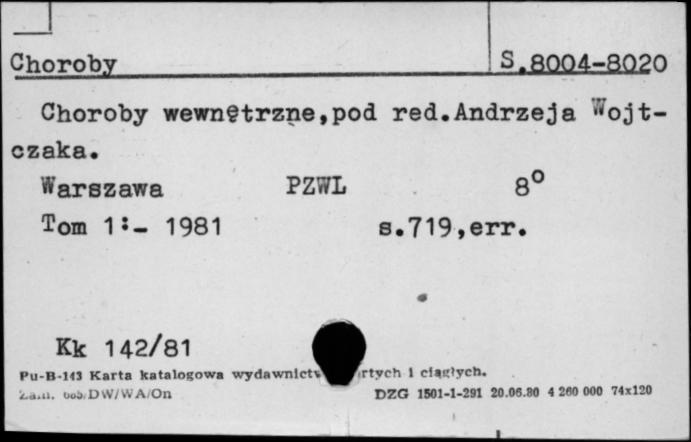 Choroby S.8004-8020
Choroby wewnętrzne,pod red.Andrzeja Wojt-
czaka.
Warszawa PZWL 8°
Tom 1:- 1981 s.719,err.
Kk 142/81
Pu-B-143 Karta katalogowa wydawnictw rtych i ciągłych.
Zam. DW/WA/On DZG 1501-1-291 20.06.80 4 260 000 74x120